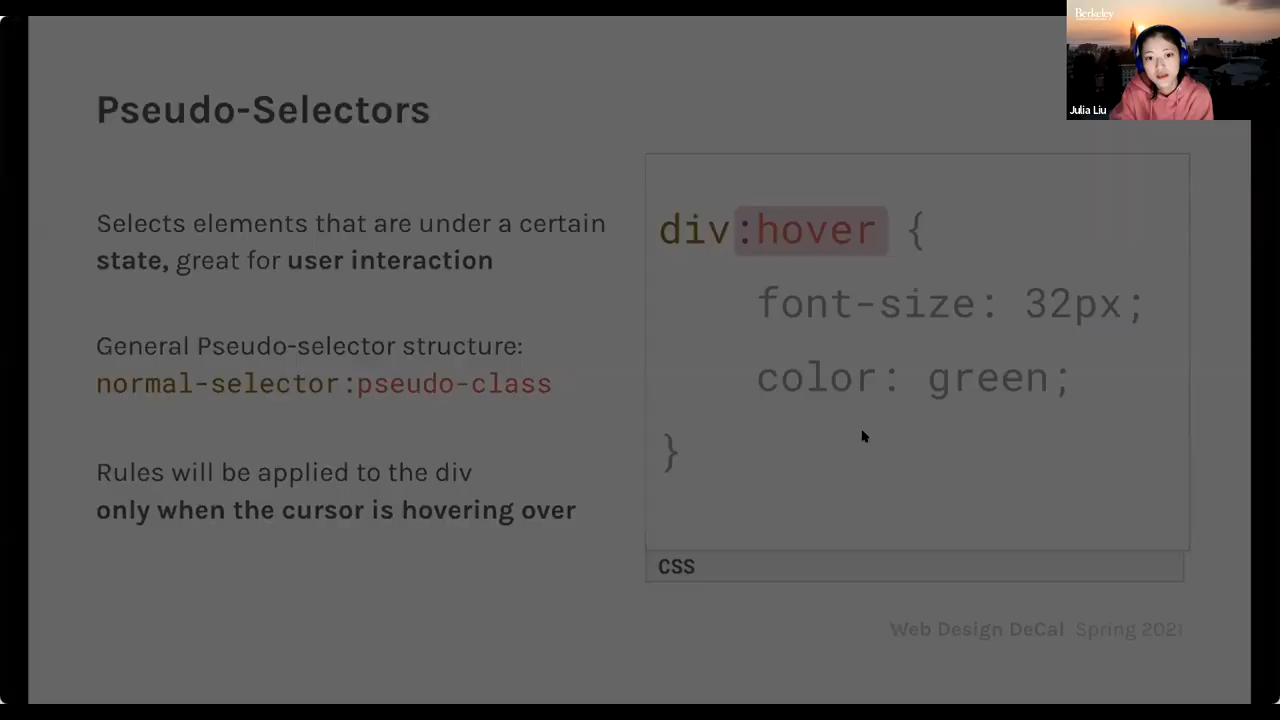 Berkeley
Julia Liu
Pseudo-Selectors
Selects elements that are under a certain
state, great for user interaction
General Pseudo-selector structure:
normal-selector:pseudo-class
Rules will be applied to the div
only when the cursor is hovering over
div:hover {
font-size: 32px;
color: green;
}
CSS
Web Design DeCal Spring 2021